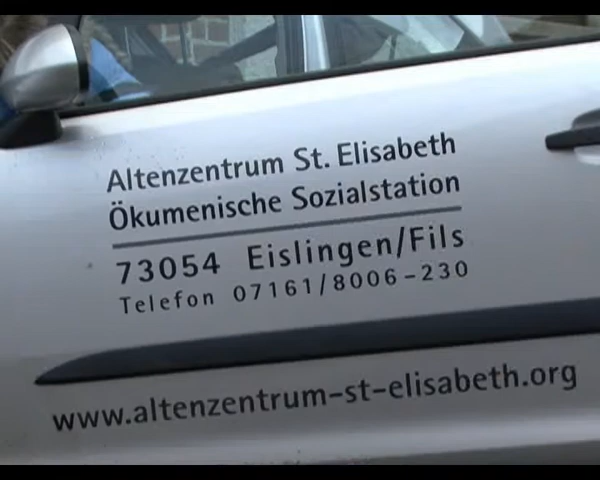 Altenzentrum St. Elisabeth
Ökumenische Sozialstation
73054 Eislingen/Fils
Telefon 07161/8006-230
www.altenzentrum-st-elisabeth.org